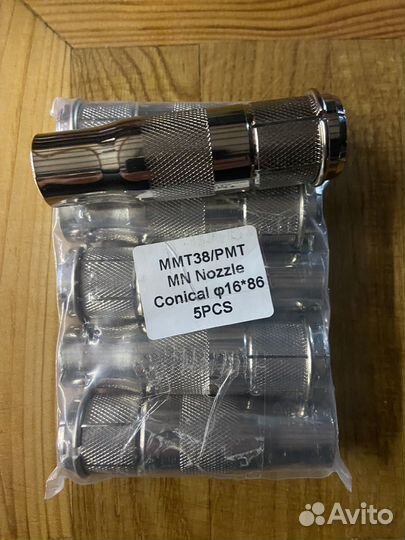 MMT38/PMT
MN Nozzle
Conical φ16*86
5PCS
Avito